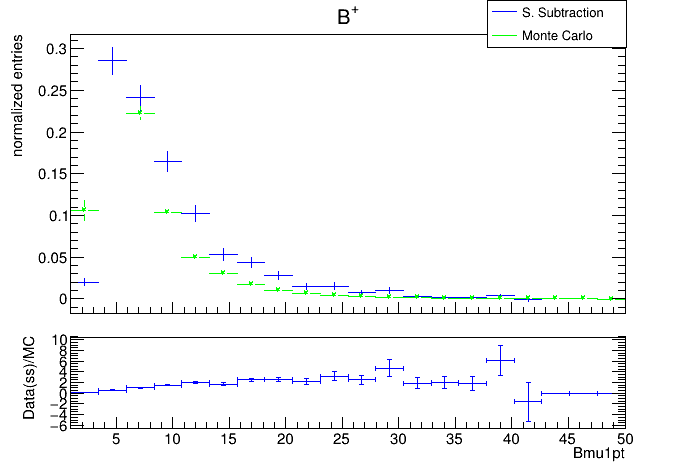 B+
S. Subtraction
Monte Carlo
normalized entries
0.3
0.25
0.2
0.15
0.1
0.05
0
Data(ss)/MC
10
8
6
4
2
0
−2
−4
−6
5 10 15 20 25 30 35 40 45 50
Bmu1pt